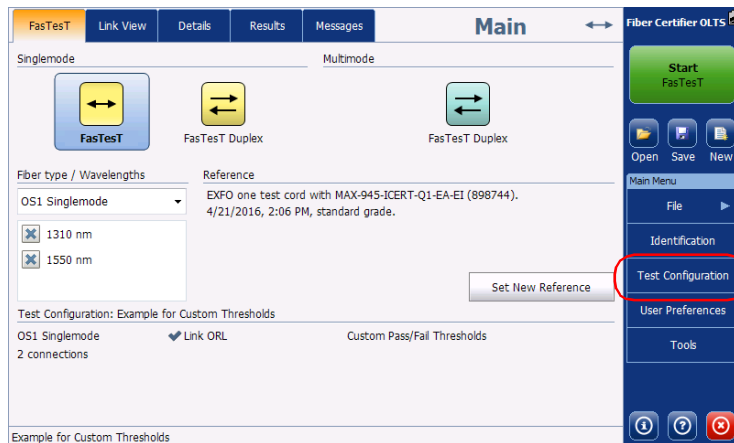 FasTesT Link View Details Results Messages Main Fiber Certifier OLTS
Singlemode Multimode
Start
FasTesT
FasTesT FasTesT Duplex FasTesT Duplex
Open Save New
Fiber type / Wavelengths Reference
Main Menu
OS1 Singlemode
EXFO one test cord with MAX-945-ICERT-Q1-EA-EI (898744).
4/21/2016, 2:06 PM, standard grade.
File
1310 nm
Identification
1550 nm
Set New Reference
Test Configuration
Test Configuration: Example for Custom Thresholds
User Preferences
OS1 Singlemode Link ORL Custom Pass/Fail Thresholds
2 connections
Tools
Example for Custom Thresholds